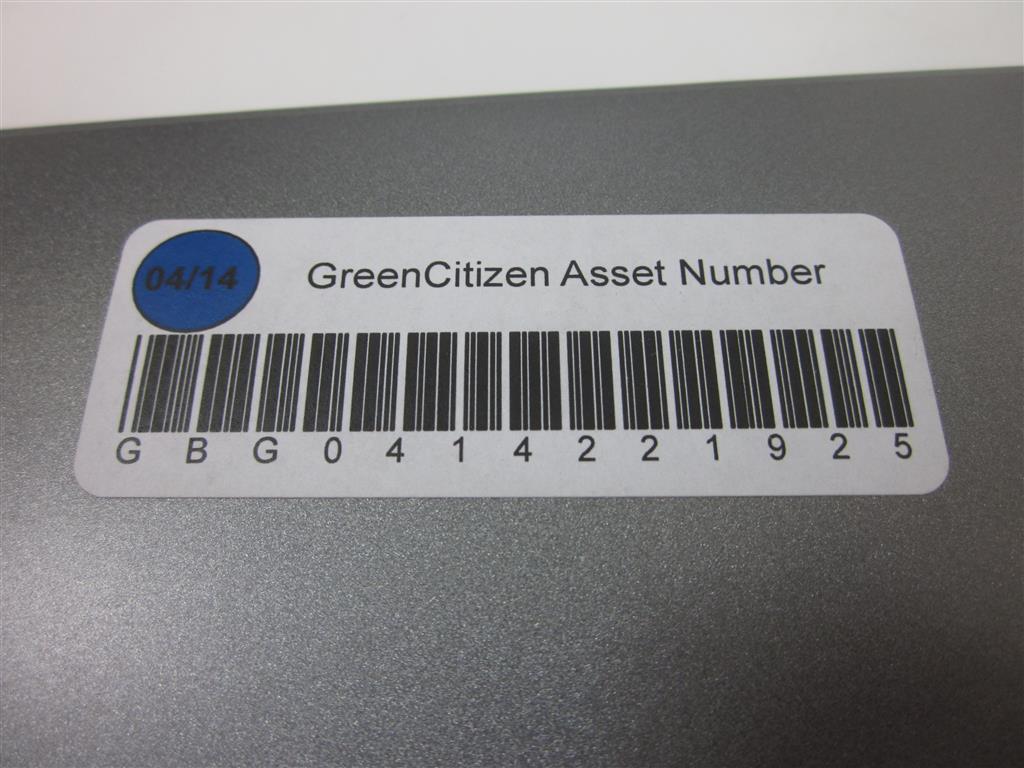 04/14
GreenCitizen Asset Number
G B G 0 4 1 4 2 2 1 9 2 5